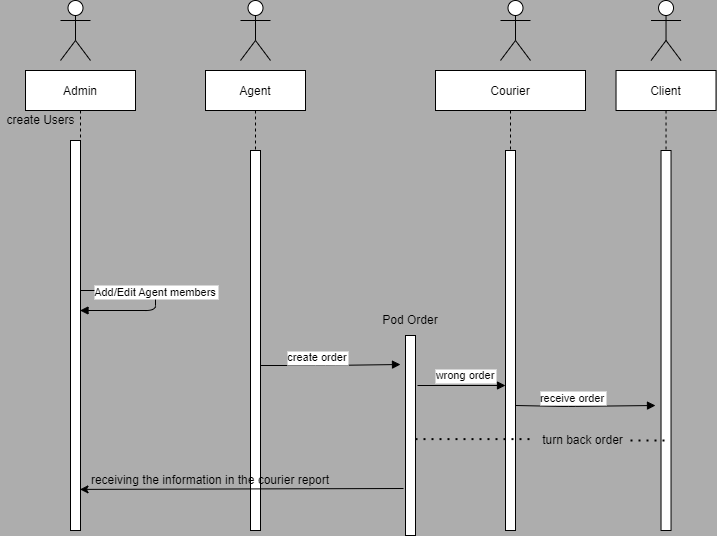 Admin
Agent
Courier
Client
create Users
Add/Edit Agent members
Pod Order
create order
wrong order
receive order
turn back order
receiving the information in the courier report